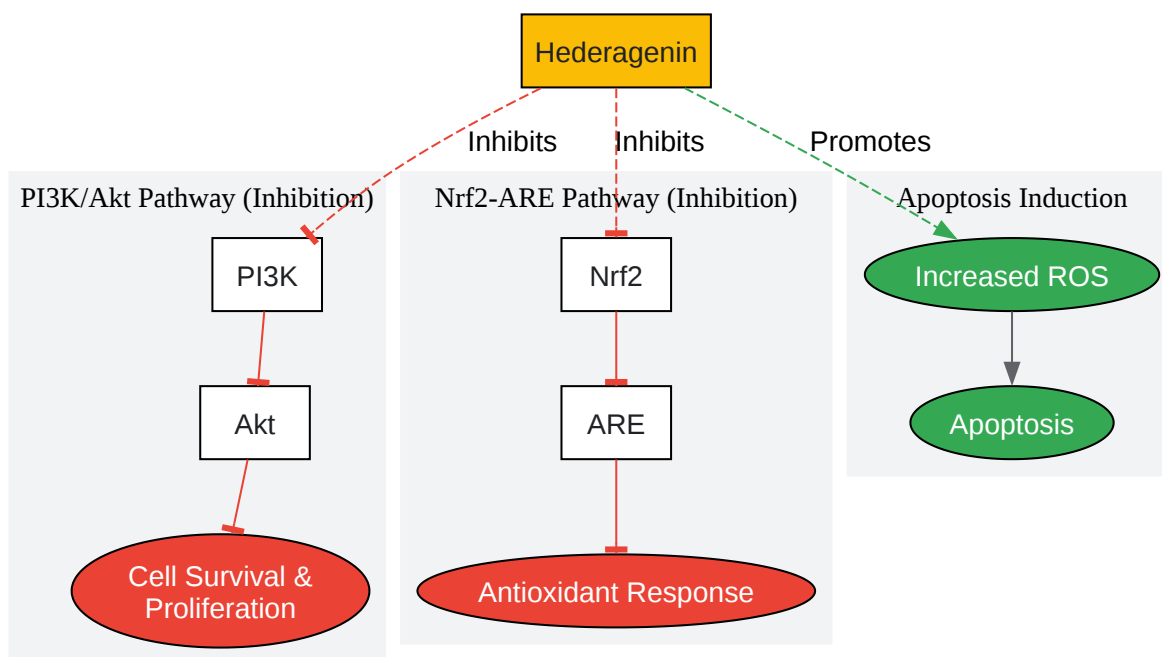 Hederagenin
Inhibits
Inhibits
Promotes
PI3K/Akt Pathway (Inhibition)
Nrf2-ARE Pathway (Inhibition)
Apoptosis Induction
PI3K
Nrf2
Increased ROS
Akt
ARE
Apoptosis
Cell Survival &
Proliferation
Antioxidant Response